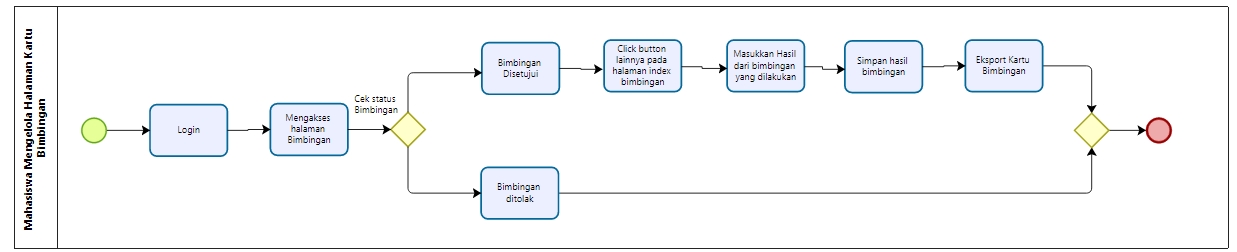 Mahasiswa Mengelola Halaman Kartu
Bimbingan
Login
Mengakses
halaman
Bimbingan
Cek status
Bimbingan
Bimbingan
Disetujui
Click button
lainnya pada
halaman index
bimbingan
Masukkan Hasil
dari bimbingan
yang dilakukan
Simpan hasil
bimbingan
Eksport Kartu
Bimbingan
Bimbingan
ditolak